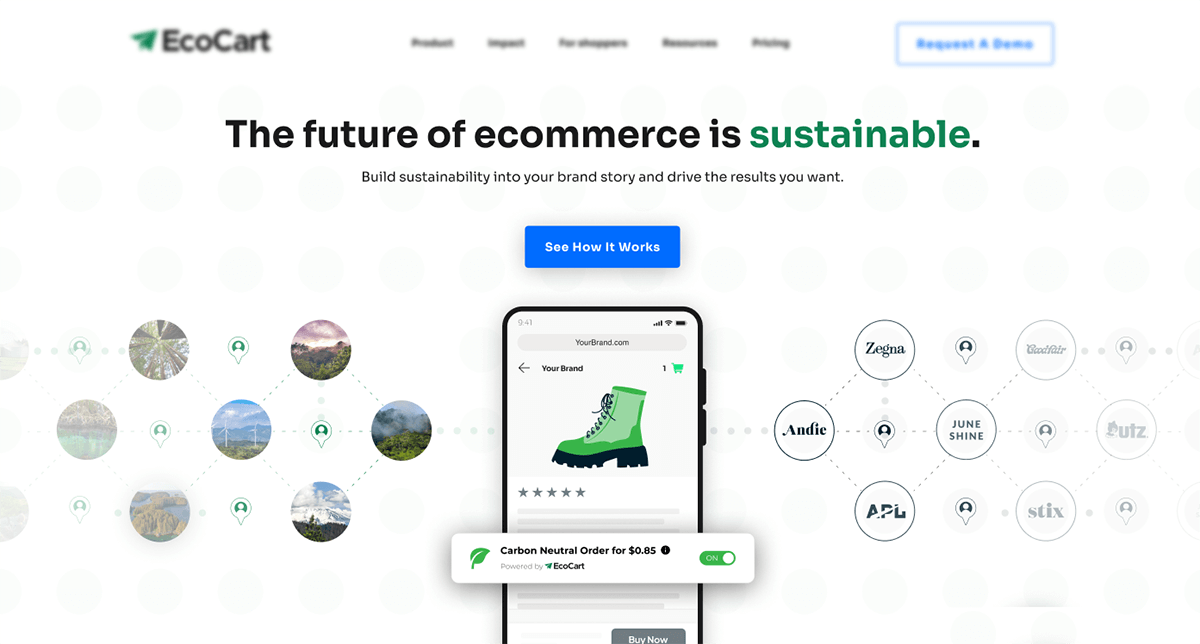 EcoCart
Product Impact For shoppers Resources Pricing
Request A Demo
The future of ecommerce is sustainable.
Build sustainability into your brand story and drive the results you want.
See How It Works
9:41
YourBrand.com
Your Brand
1
Zegna
Goodfair
Andie
JUNE
SHINE
Outz
APL
stix
Carbon Neutral Order for $0.85
Powered by EcoCart
ON
Buy Now